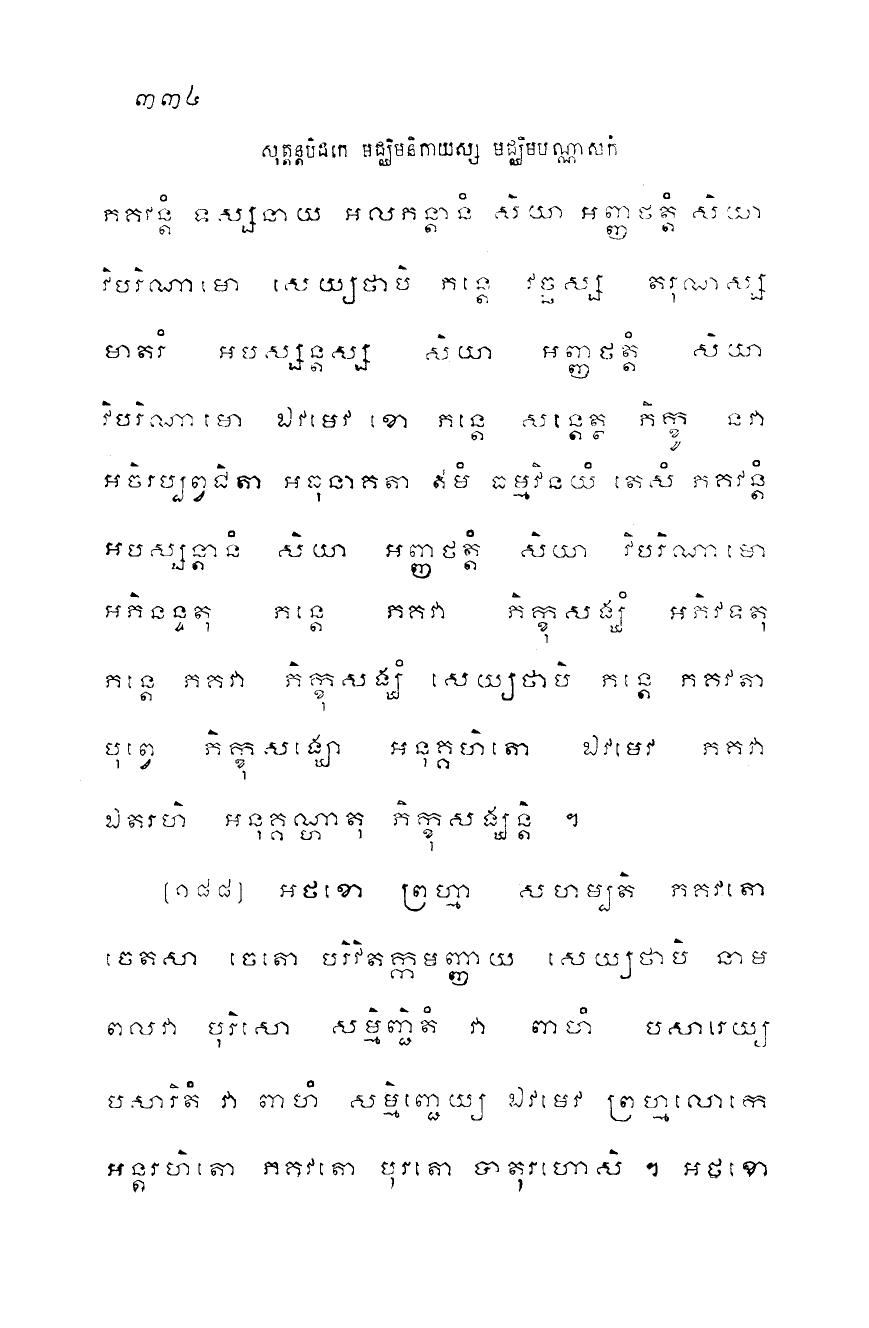 ៣៣៤
សុត្តន្តបិដកេ មជ្ឈិមនិកាយស្ស មជ្ឈិមបណ្ណាសកំ
ភគវន្តំ ទស្សនាយ អលភន្តានំ សិយា អញ្ញថត្តំ សិយា
វិបរិណាមោ សេយ្យថាបិ ភន្តេ វច្ឆស្ស តរុណស្ស
មាតរំ អបស្សន្តស្ស សិយា អញ្ញថត្តំ សិយា
វិបរិណាមោ ឯវមេវ ខោ ភន្តេ សន្តេត្ថ ភិក្ខូ នវា
អចិរប្បព្វជិតា អធុនាគតា ឥមំ ធម្មវិនយំ តេសំ ភគវន្តំ
អបស្សន្តានំ សិយា អញ្ញថត្តំ សិយា វិបរិណាមោ
អភិនន្ទតុ ភន្តេ ភគវា ភិក្ខុសង្ឃំ អភិវទតុ
ភន្តេ ភគវា ភិក្ខុសង្ឃំ សេយ្យថាបិ ភន្តេ ភគវតា
បុព្វេ ភិក្ខុសង្ឃោ អនុគ្គហិតោ ឯវមេវ ភគវា
ឯតរហិ អនុគ្គណ្ហាតុ ភិក្ខុសង្ឃន្តិ ។
[១៨៨] អថខោ ព្រហ្មា សហម្បតិ ភគវតោ
ចេតសា ចេតោ បរិវិតក្កមញ្ញាយ សេយ្យថាបិ នាម
ពលវា បុរិសោ សម្មិញ្ជិតំ វា ពាហំ បសារេយ្យ
បសារិតំ វា ពាហំ សម្មិញ្ជេយ្យ ឯវមេវ ព្រហ្មលោកេ
អន្តរហិតោ ភគវតោ បុរតោ បាតុរហោសិ ។ អថខោ